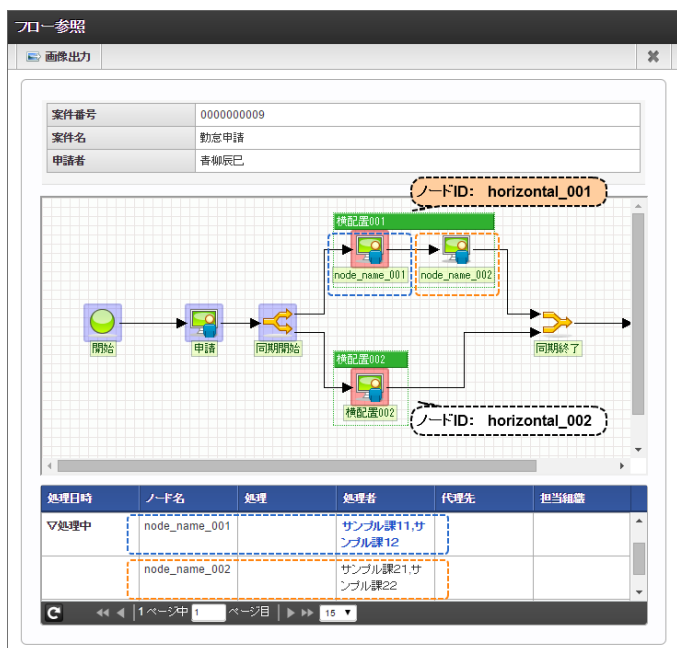 フロー参照
画像出力
案件番号 0000000009
案件名 勤怠申請
申請者 青柳辰巳
ノードID： horizontal_001
横配置001
node_name_001 node_name_002
開始 申請 同期開始 同期終了
横配置002
横配置002
ノードID： horizontal_002
処理日時 ノード名 処理 処理者 代理先 担当組織
▽処理中 node_name_001 サンプル課11,サ
ンプル課12
node_name_002 サンプル課21,サ
ンプル課22
1 ページ中 1 ページ目 15